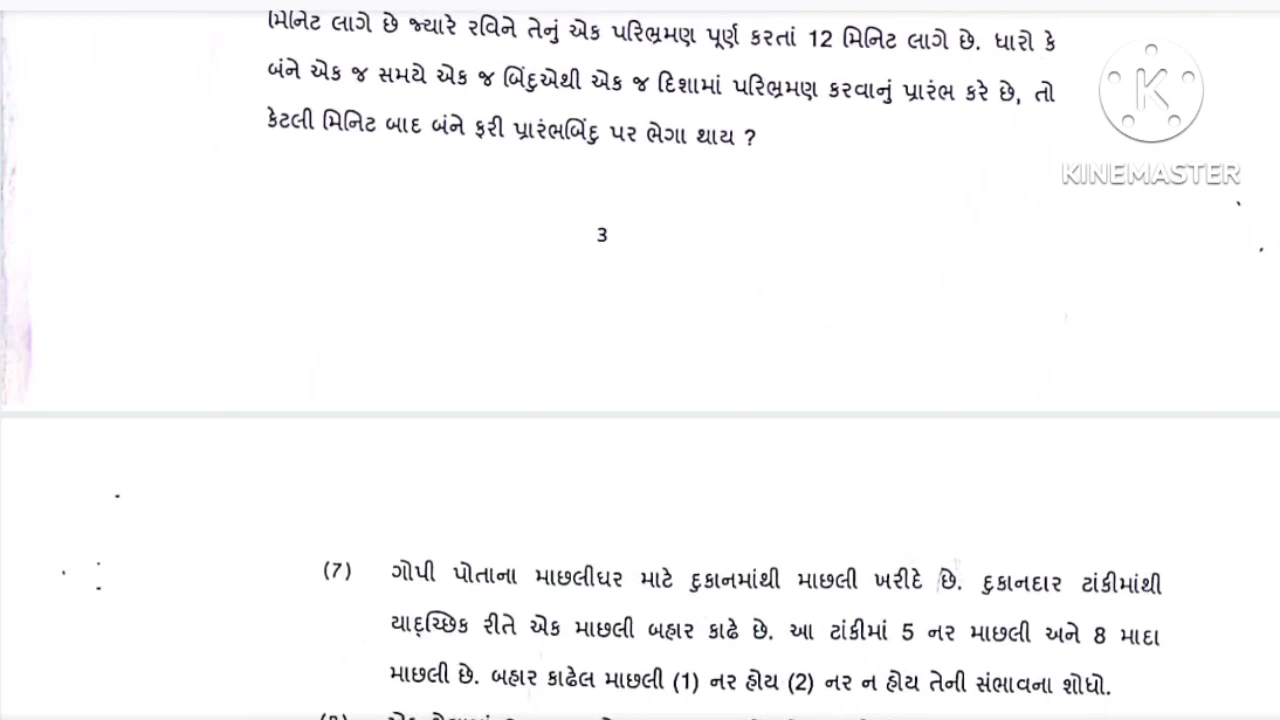 મિનિટ લાગે છે જ્યારે રવિને તેનું એક પરિભ્રમણ પૂર્ણ કરતાં 12 મિનિટ લાગે છે. ધારો કે
બંને એક જ સમયે એક જ બિંદુએથી એક જ દિશામાં પરિભ્રમણ કરવાનું પ્રારંભ કરે છે, તો
કેટલી મિનિટ બાદ બંને ફરી પ્રારંભબિંદુ પર ભેગા થાય ?
K
KINEMASTER
3
(7) ગોપી પોતાના માછલીઘર માટે દુકાનમાંથી માછલી ખરીદે છે. દુકાનદાર ટાંકીમાંથી
યાદ્ચ્છિક રીતે એક માછલી બહાર કાઢે છે. આ ટાંકીમાં 5 નર માછલી અને 8 માદા
માછલી છે. બહાર કાઢેલ માછલી (1) નર હોય (2) નર ન હોય તેની સંભાવના શોધો.